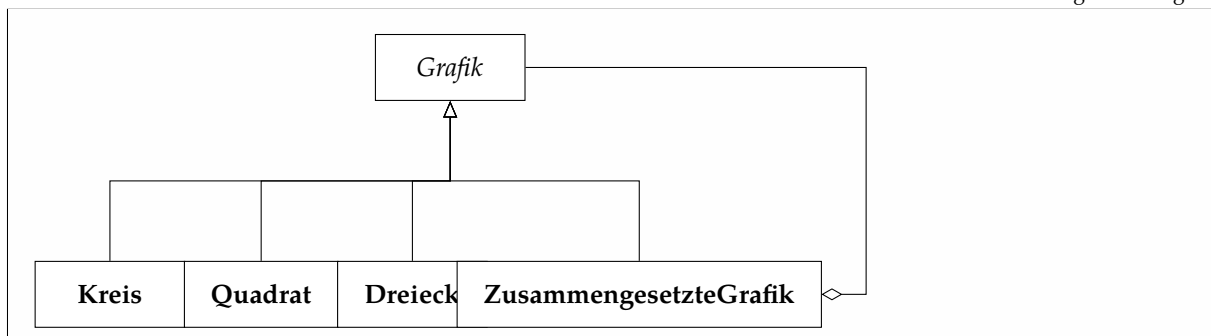 Grafik
Kreis
Quadrat
Dreieck
ZusammengesetzteGrafik